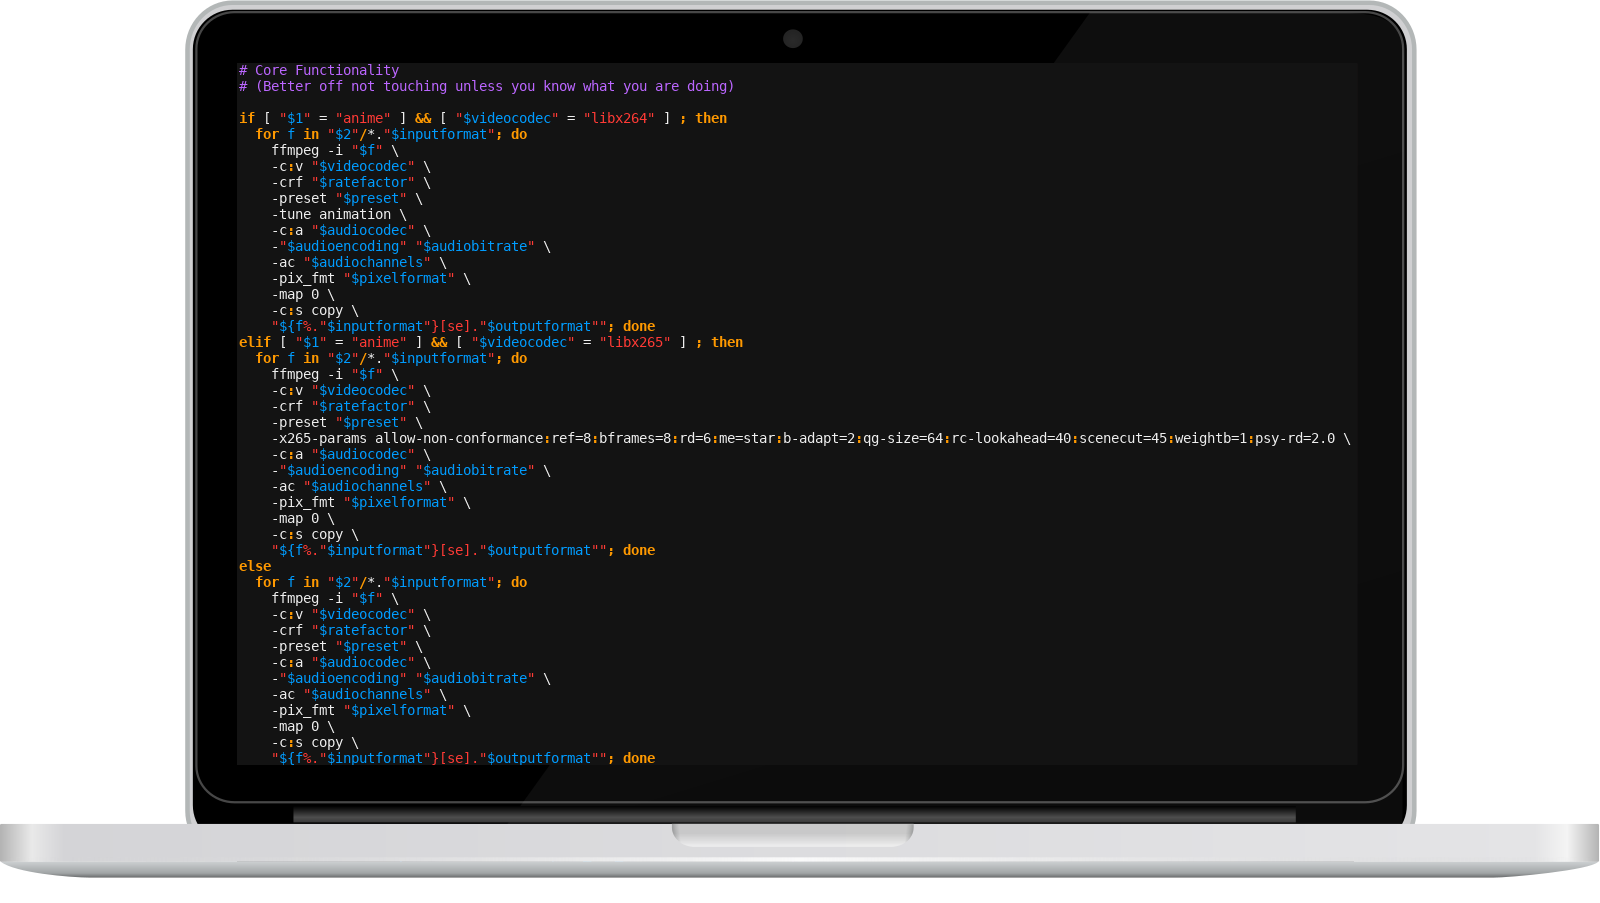 # Core Functionality
# (Better off not touching unless you know what you are doing)

if [ "$1" = "anime" ] && [ "$videocodec" = "libx264" ] ; then
  for f in "$2"/*."$inputformat"; do
    ffmpeg -i "$f" \
    -c:v "$videocodec" \
    -crf "$ratefactor" \
    -preset "$preset" \
    -tune animation \
    -c:a "$audiocodec" \
    -"$audioencoding" "$audiobitrate" \
    -ac "$audiochannels" \
    -pix_fmt "$pixelformat" \
    -map 0 \
    -c:s copy \
    "${f%."$inputformat"}[se]."$outputformat""; done
elif [ "$1" = "anime" ] && [ "$videocodec" = "libx265" ] ; then
  for f in "$2"/*."$inputformat"; do
    ffmpeg -i "$f" \
    -c:v "$videocodec" \
    -crf "$ratefactor" \
    -preset "$preset" \
    -x265-params allow-non-conformance:ref=8:bframes=8:rd=6:me=star:b-adapt=2:qg-size=64:rc-lookahead=40:scenecut=45:weightb=1:psy-rd=2.0 \
    -c:a "$audiocodec" \
    -"$audioencoding" "$audiobitrate" \
    -ac "$audiochannels" \
    -pix_fmt "$pixelformat" \
    -map 0 \
    -c:s copy \
    "${f%."$inputformat"}[se]."$outputformat""; done
else
  for f in "$2"/*."$inputformat"; do
    ffmpeg -i "$f" \
    -c:v "$videocodec" \
    -crf "$ratefactor" \
    -preset "$preset" \
    -c:a "$audiocodec" \
    -"$audioencoding" "$audiobitrate" \
    -ac "$audiochannels" \
    -pix_fmt "$pixelformat" \
    -map 0 \
    -c:s copy \
    "${f%."$inputformat"}[se]."$outputformat""; done